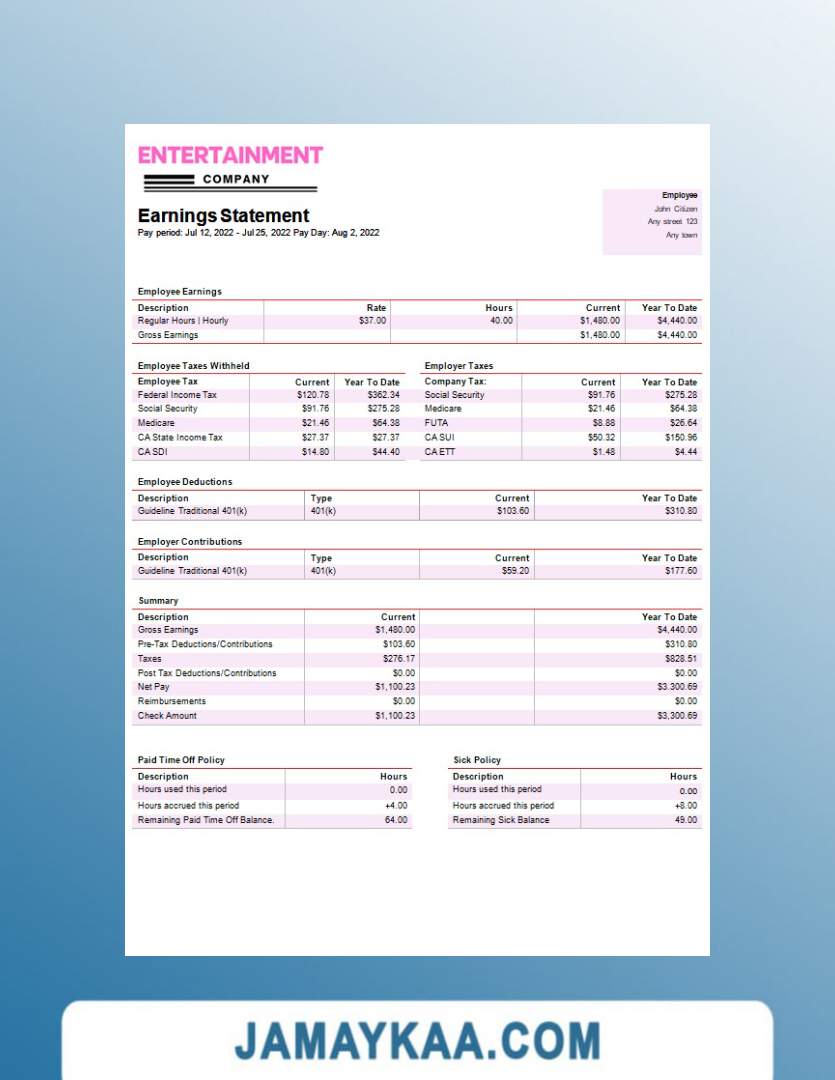 ENTERTAINMENT
COMPANY
Employee
John Citizen
Any street 123
Any town
Earnings Statement
Pay period: Jul 12, 2022 - Jul 25, 2022 Pay Day: Aug 2, 2022
Employee Earnings
Description Rate Hours Current Year To Date
Regular Hours | Hourly $37.00 40.00 $1,480.00 $4,440.00
Gross Earnings $1,480.00 $4,440.00
Employee Taxes Withheld
Employee Tax Current Year To Date
Federal Income Tax $120.78 $362.34
Social Security $91.76 $275.28
Medicare $21.46 $64.38
CA State Income Tax $27.37 $27.37
CA SDI $14.80 $44.40
Employer Taxes
Company Tax: Current Year To Date
Social Security $91.76 $275.28
Medicare $21.46 $64.38
FUTA $8.88 $26.64
CA SUI $50.32 $150.96
CA ETT $1.48 $4.44
Employee Deductions
Description Type Current Year To Date
Guideline Traditional 401(k) 401(k) $103.60 $310.80
Employer Contributions
Description Type Current Year To Date
Guideline Traditional 401(k) 401(k) $59.20 $177.60
Summary
Description Current Year To Date
Gross Earnings $1,480.00 $4,440.00
Pre-Tax Deductions/Contributions $103.60 $310.80
Taxes $276.17 $828.51
Post Tax Deductions/Contributions $0.00 $0.00
Net Pay $1,100.23 $3.300.69
Reimbursements $0.00 $0.00
Check Amount $1,100.23 $3,300.69
Paid Time Off Policy
Description Hours
Hours used this period 0.00
Hours accrued this period +4.00
Remaining Paid Time Off Balance. 64.00
Sick Policy
Description Hours
Hours used this period 0.00
Hours accrued this period +8.00
Remaining Sick Balance 49.00
JAMAYKAA.COM